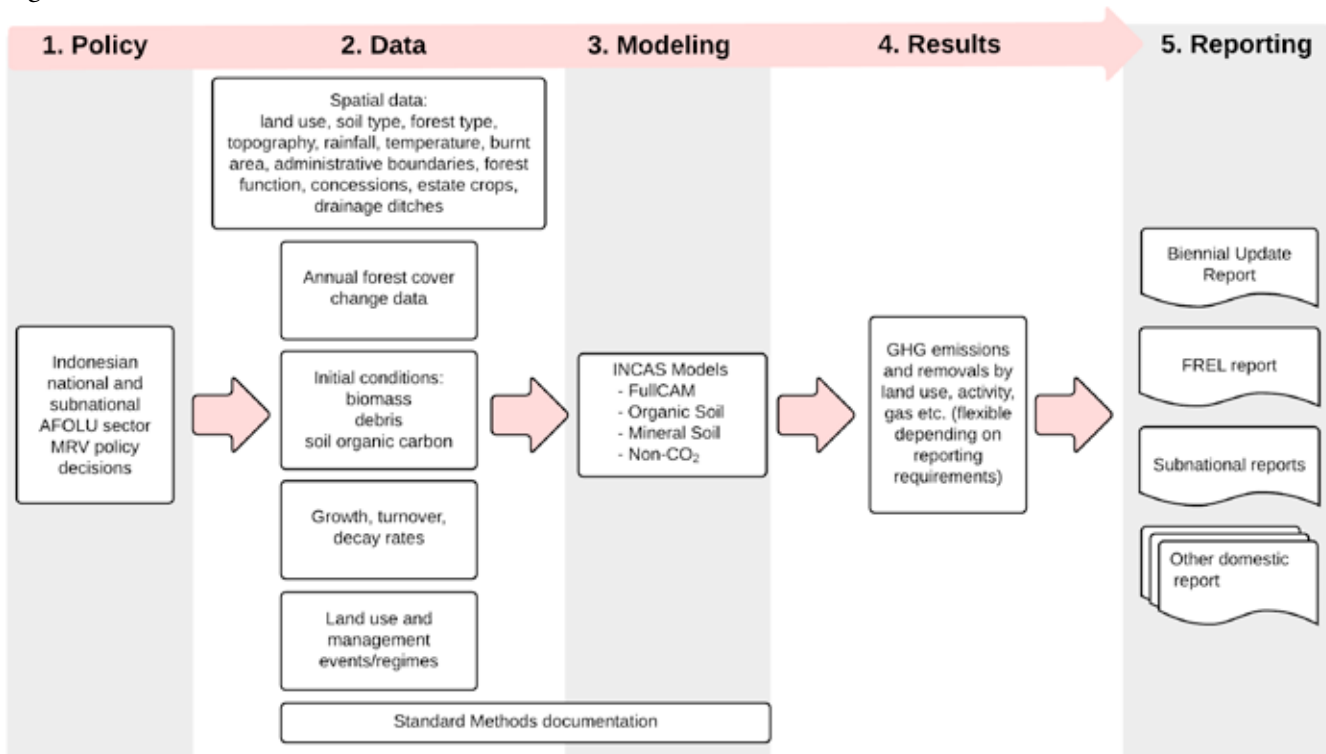 1. Policy
2. Data
3. Modeling
4. Results
5. Reporting
Indonesian
national and
subnational
AFOLU sector
MRV policy
decisions
Spatial data:
land use, soil type, forest type,
topography, rainfall, temperature, burnt
area, administrative boundaries, forest
function, concessions, estate crops,
drainage ditches
Annual forest cover
change data
Initial conditions:
biomass
debris
soil organic carbon
Growth, turnover,
decay rates
Land use and
management
events/regimes
Standard Methods documentation
INCAS Models
- FullCAM
- Organic Soil
- Mineral Soil
- Non-CO₂
GHG emissions
and removals by
land use, activity,
gas etc. (flexible
depending on
reporting
requirements)
Biennial Update
Report
FREL report
Subnational reports
Other domestic
report